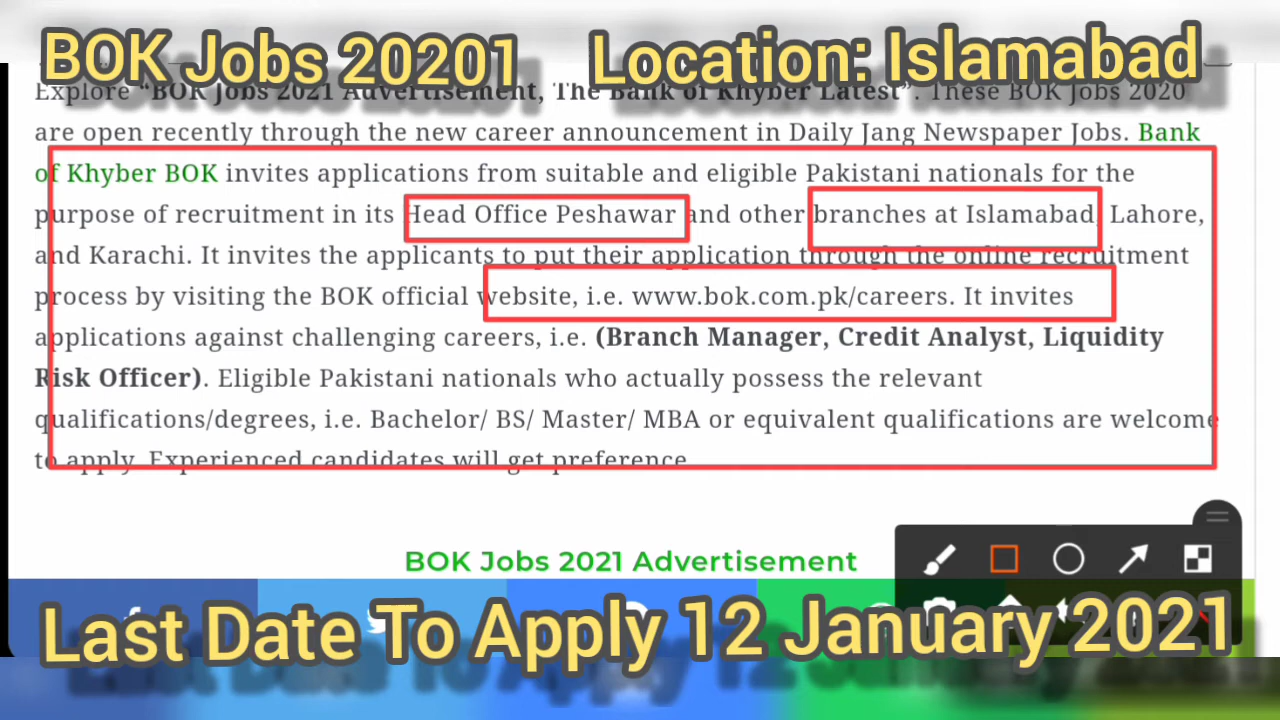 BOK Jobs 20201 Location: Islamabad
Explore “BOK Jobs 2021 Advertisement, The Bank of Khyber Latest”. These BOK Jobs 2020
are open recently through the new career announcement in Daily Jang Newspaper Jobs. Bank
of Khyber BOK invites applications from suitable and eligible Pakistani nationals for the
purpose of recruitment in its Head Office Peshawar and other branches at Islamabad, Lahore,
and Karachi. It invites the applicants to put their application through the online recruitment
process by visiting the BOK official website, i.e. www.bok.com.pk/careers. It invites
applications against challenging careers, i.e. (Branch Manager, Credit Analyst, Liquidity
Risk Officer). Eligible Pakistani nationals who actually possess the relevant
qualifications/degrees, i.e. Bachelor/ BS/ Master/ MBA or equivalent qualifications are welcome
to apply. Experienced candidates will get preference
BOK Jobs 2021 Advertisement
Last Date To Apply 12 January 2021